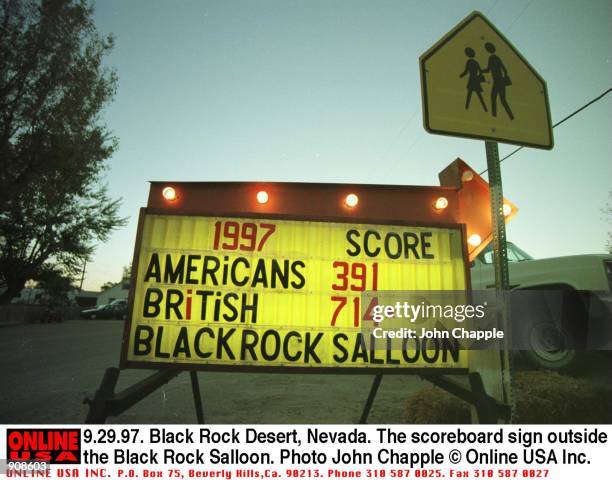 1997 SCORE
AMERiCANS 391
BRiTiSH 714
BLACKROCK SALLOON
gettyimages
John Chapple
ONLINE
USA
908603
9.29.97. Black Rock Desert, Nevada. The scoreboard sign outside
the Black Rock Salloon. Photo John Chapple © Online USA Inc.
ONLINE USA INC. P.O. Box 75, Beverly Hills,Ca. 90213. Phone 310 587 0025. Fax 310 587 0027